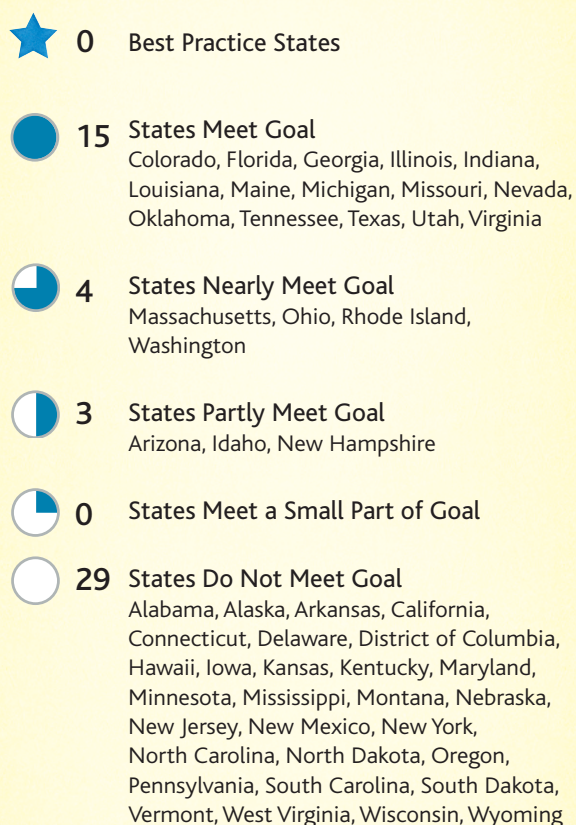 0 Best Practice States
15 States Meet Goal
Colorado, Florida, Georgia, Illinois, Indiana,
Louisiana, Maine, Michigan, Missouri, Nevada,
Oklahoma, Tennessee, Texas, Utah, Virginia
4 States Nearly Meet Goal
Massachusetts, Ohio, Rhode Island,
Washington
3 States Partly Meet Goal
Arizona, Idaho, New Hampshire
0 States Meet a Small Part of Goal
29 States Do Not Meet Goal
Alabama, Alaska, Arkansas, California,
Connecticut, Delaware, District of Columbia,
Hawaii, Iowa, Kansas, Kentucky, Maryland,
Minnesota, Mississippi, Montana, Nebraska,
New Jersey, New Mexico, New York,
North Carolina, North Dakota, Oregon,
Pennsylvania, South Carolina, South Dakota,
Vermont, West Virginia, Wisconsin, Wyoming